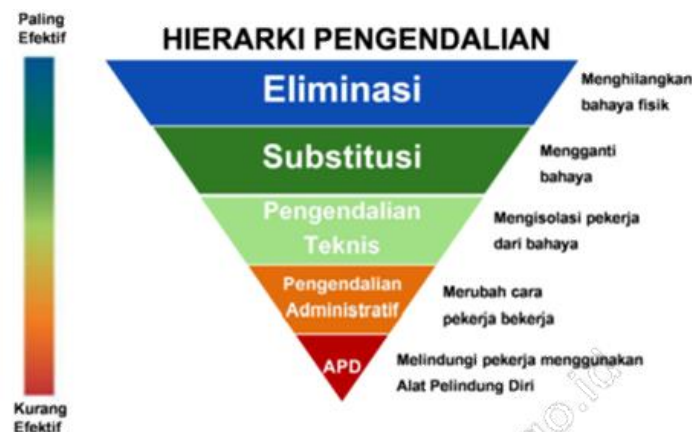 Paling
Efektif
HIERARKI PENGENDALIAN
Eliminasi
Menghilangkan
bahaya fisik
Substitusi
Mengganti
bahaya
Pengendalian
Teknis
Mengisolasi pekerja
dari bahaya
Pengendalian
Administratif
Merubah cara
pekerja bekerja
APD
Melindungi pekerja menggunakan
Alat Pelindung Diri
Kurang
Efektif